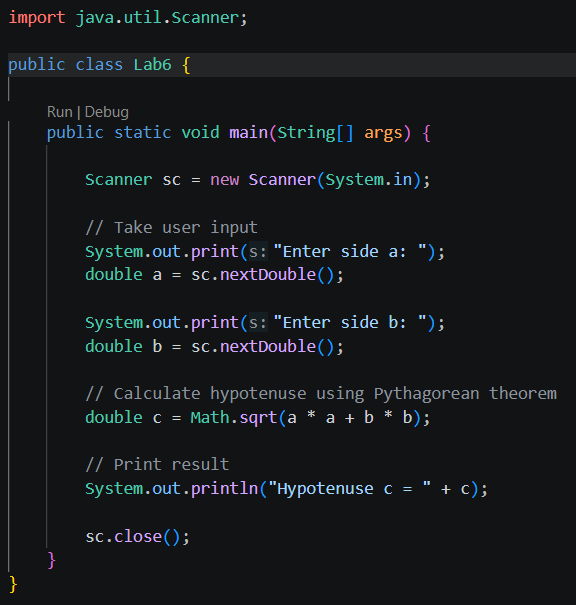 import java.util.Scanner;
public class Lab6 {
Run | Debug
public static void main(String[] args) {
Scanner sc = new Scanner(System.in);
// Take user input
System.out.print(s: "Enter side a: ");
double a = sc.nextDouble();
System.out.print(s: "Enter side b: ");
double b = sc.nextDouble();
// Calculate hypotenuse using Pythagorean theorem
double c = Math.sqrt(a * a + b * b);
// Print result
System.out.println("Hypotenuse c = " + c);
sc.close();
}
}